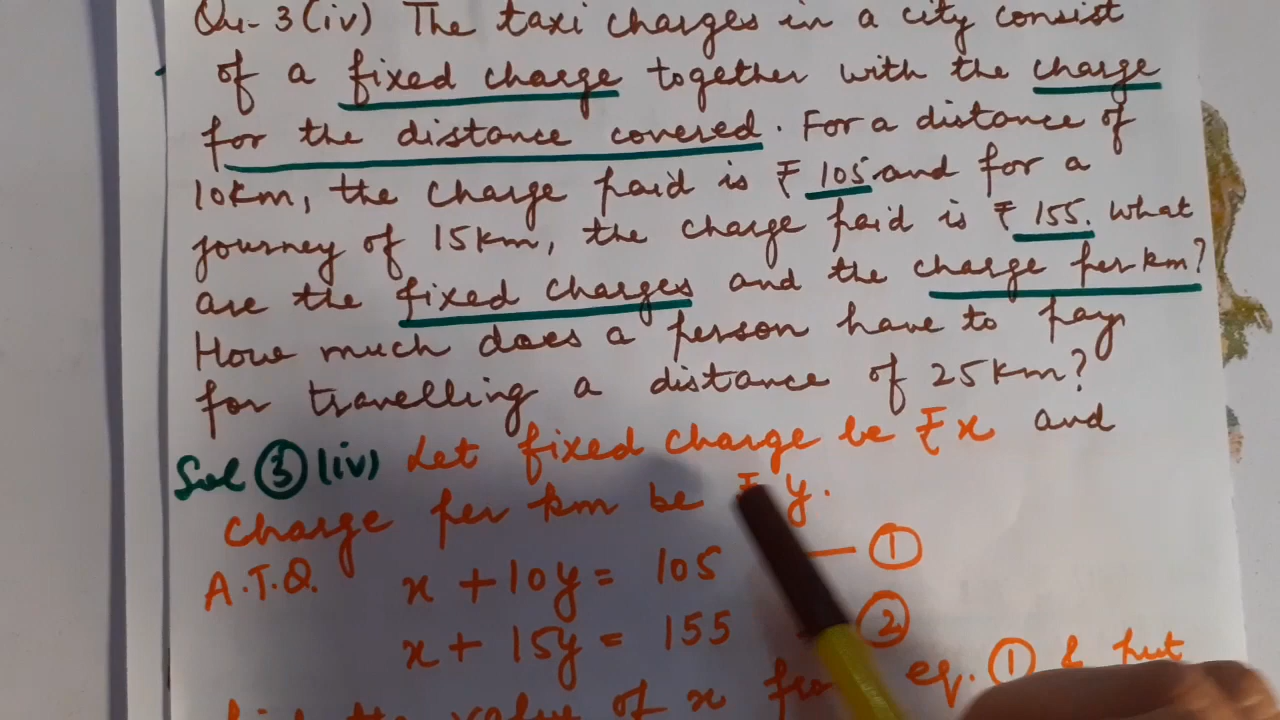 Qu-3(iv) The taxi charges in a city consist
of a fixed charge together with the charge
for the distance covered. For a distance of
10km, the charge paid is ₹ 105 and for a
journey of 15km, the charge paid is ₹ 155. What
are the fixed charges and the charge per km?
How much does a person have to pay
for travelling a distance of 25km?
Sol ③ (iv) Let fixed charge be ₹ x and
charge per km be ₹ y.
A.T.Q. x + 10y = 105 — ①
x + 15y = 155 ②
the value of x from eq. ① & put